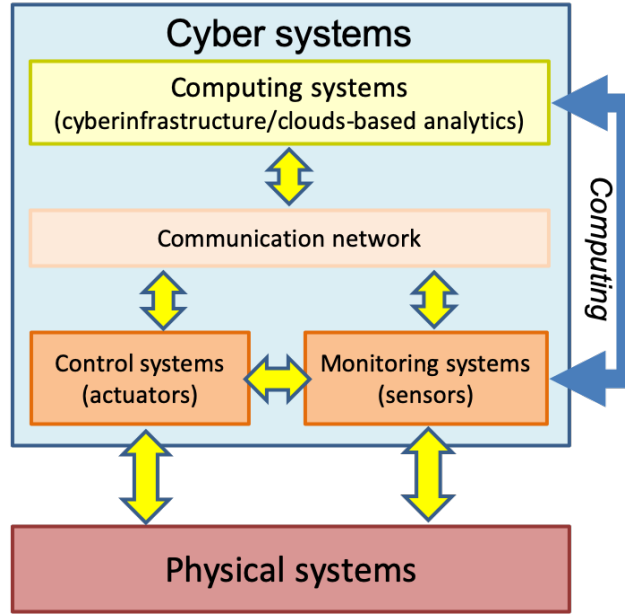 Cyber systems
Computing systems
(cyberinfrastructure/clouds-based analytics)
Communication network
Control systems
(actuators)
Monitoring systems
(sensors)
Computing
Physical systems